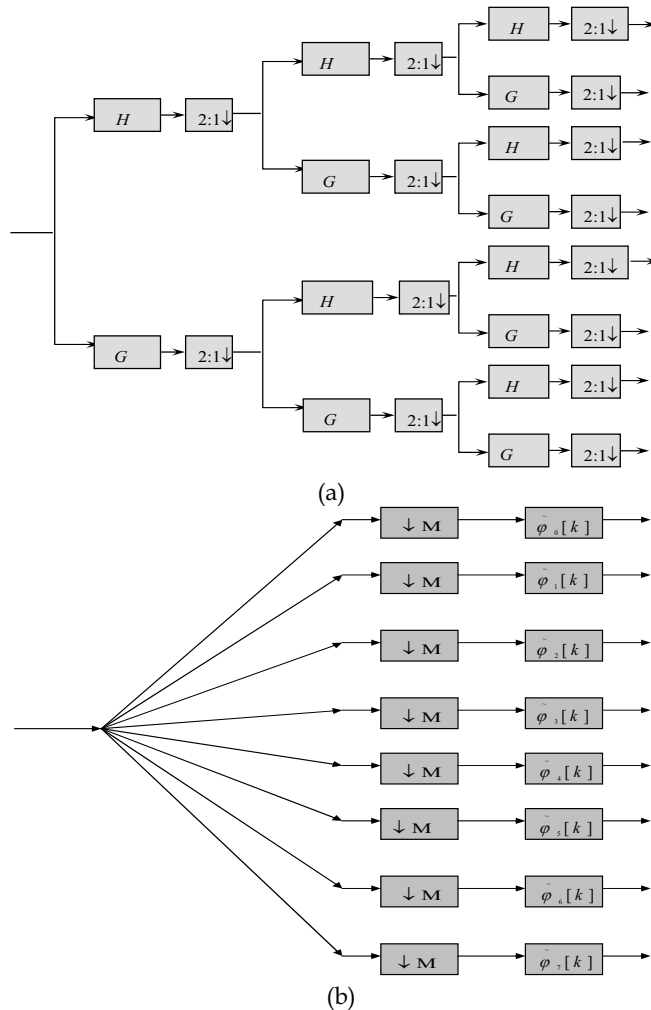 H 2:1↓
H 2:1↓
G 2:1↓
H 2:1↓
H 2:1↓
G 2:1↓
G 2:1↓
H 2:1↓
H 2:1↓
G 2:1↓
G 2:1↓
H 2:1↓
G 2:1↓
G 2:1↓
(a)
↓ M φ̃ 0 [ k ]
↓ M φ̃ 1 [ k ]
↓ M φ̃ 2 [ k ]
↓ M φ̃ 3 [ k ]
↓ M φ̃ 4 [ k ]
↓ M φ̃ 5 [ k ]
↓ M φ̃ 6 [ k ]
↓ M φ̃ 7 [ k ]
(b)